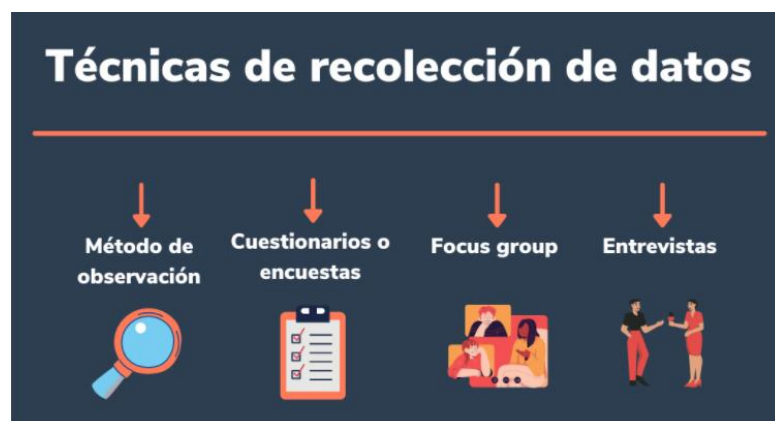 Técnicas de recolección de datos
Método de
observación
Cuestionarios o
encuestas
Focus group
Entrevistas